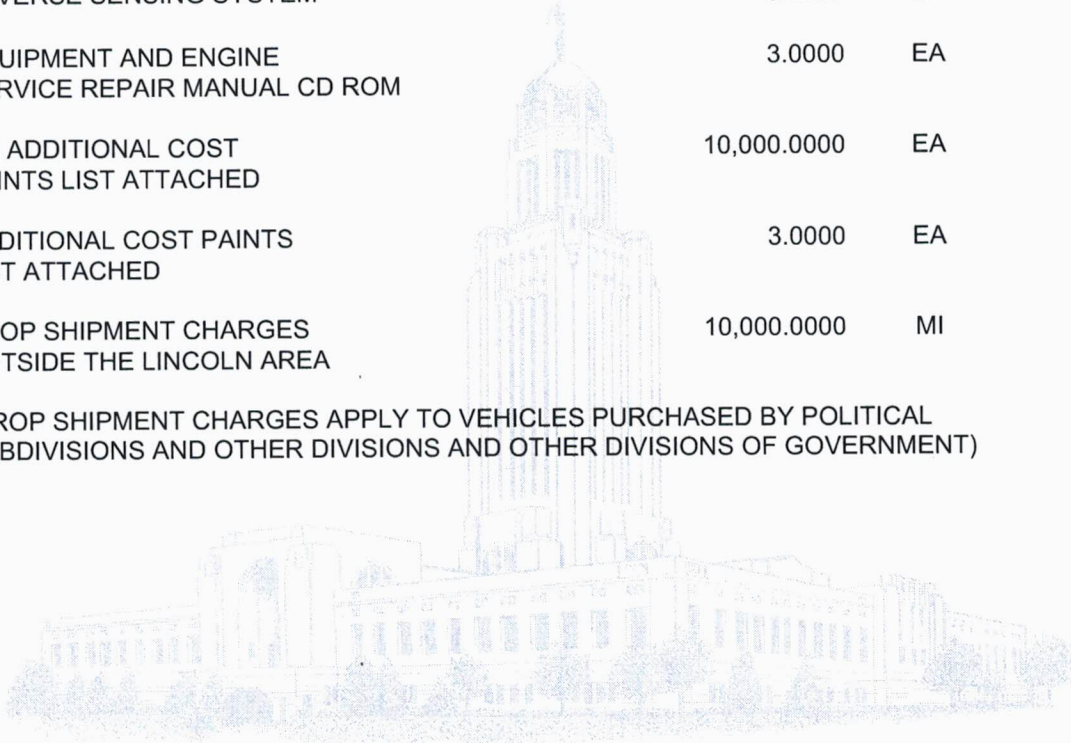 VERSE SENSING SYSTEM
UIPMENT AND ENGINE 3.0000 EA
RVICE REPAIR MANUAL CD ROM
ADDITIONAL COST 10,000.0000 EA
INTS LIST ATTACHED
DITIONAL COST PAINTS 3.0000 EA
T ATTACHED
OP SHIPMENT CHARGES 10,000.0000 MI
TSIDE THE LINCOLN AREA
ROP SHIPMENT CHARGES APPLY TO VEHICLES PURCHASED BY POLITICAL
BDIVISIONS AND OTHER DIVISIONS AND OTHER DIVISIONS OF GOVERNMENT)